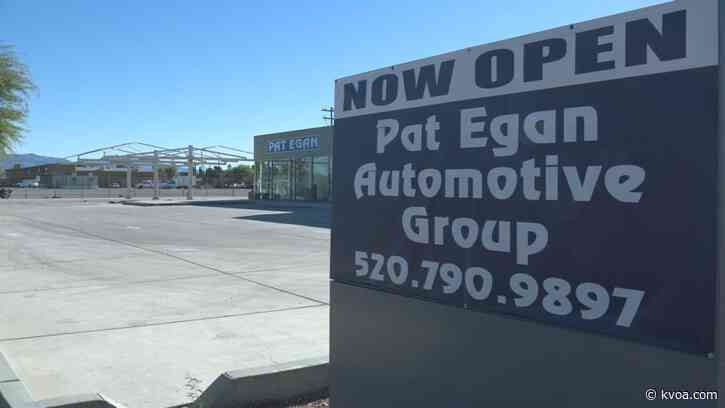 NOW OPEN
Pat Egan
Automotive
Group
520.790.9897
PAT EGAN
kvoa.com